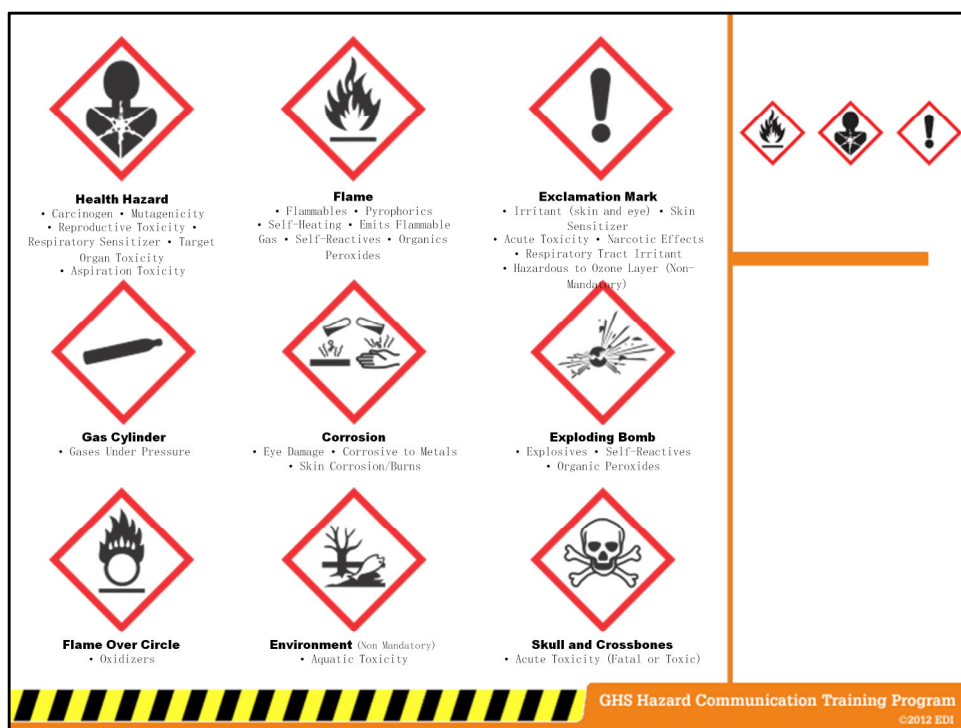 Health Hazard
• Carcinogen • Mutagenicity
• Reproductive Toxicity •
Respiratory Sensitizer • Target
Organ Toxicity
• Aspiration Toxicity
Flame
• Flammables • Pyrophorics
• Self-Heating • Emits Flammable
Gas • Self-Reactives • Organics
Peroxides
Exclamation Mark
• Irritant (skin and eye) • Skin
Sensitizer
• Acute Toxicity • Narcotic Effects
• Respiratory Tract Irritant
• Hazardous to Ozone Layer (Non-
Mandatory)
Gas Cylinder
• Gases Under Pressure
Corrosion
• Eye Damage • Corrosive to Metals
• Skin Corrosion/Burns
Exploding Bomb
• Explosives • Self-Reactives
• Organic Peroxides
Flame Over Circle
• Oxidizers
Environment (Non Mandatory)
• Aquatic Toxicity
Skull and Crossbones
• Acute Toxicity (Fatal or Toxic)
GHS Hazard Communication Training Program
©2012 EDI